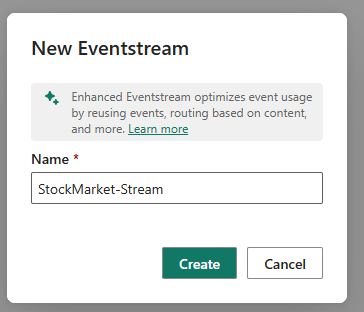 New Eventstream
Enhanced Eventstream optimizes event usage
by reusing events, routing based on content,
and more. Learn more
Name *
StockMarket-Stream
Create
Cancel